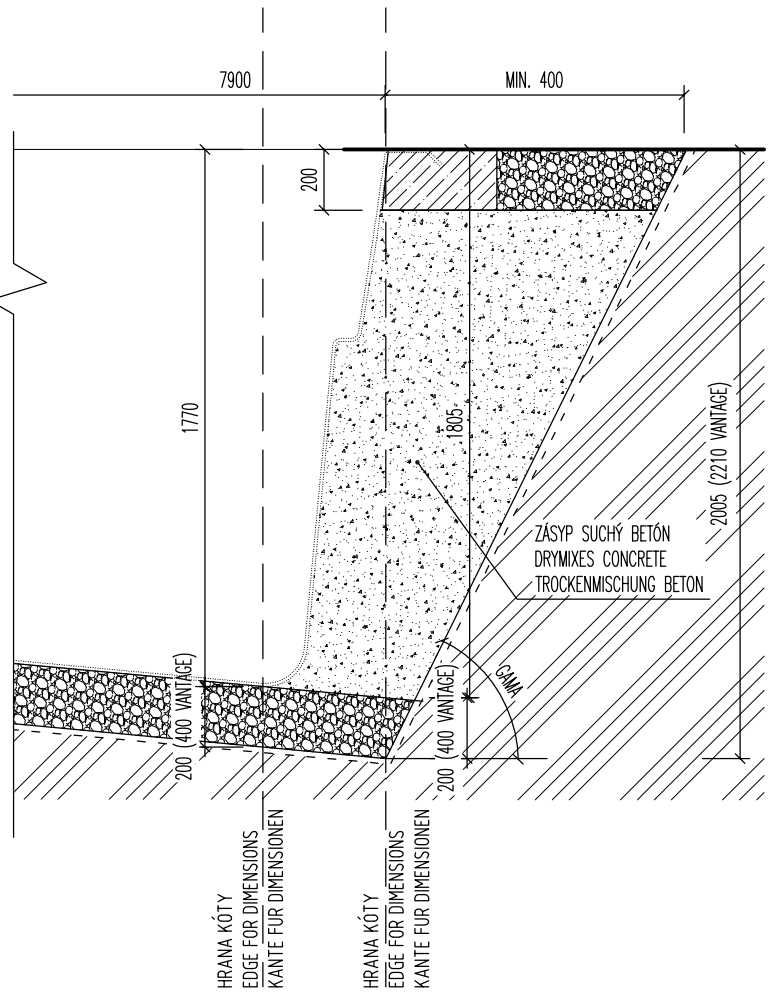 7900
MIN. 400
200
1770
1805
2005 (2210 VANTAGE)
ZÁSYP SUCHÝ BETÓN
DRYMIXES CONCRETE
TROCKENMISCHUNG BETON
GAMA
200 (400 VANTAGE)
200 (400 VANTAGE)
HRANA KÓTY
EDGE FOR DIMENSIONS
KANTE FUR DIMENSIONEN
HRANA KÓTY
EDGE FOR DIMENSIONS
KANTE FUR DIMENSIONEN